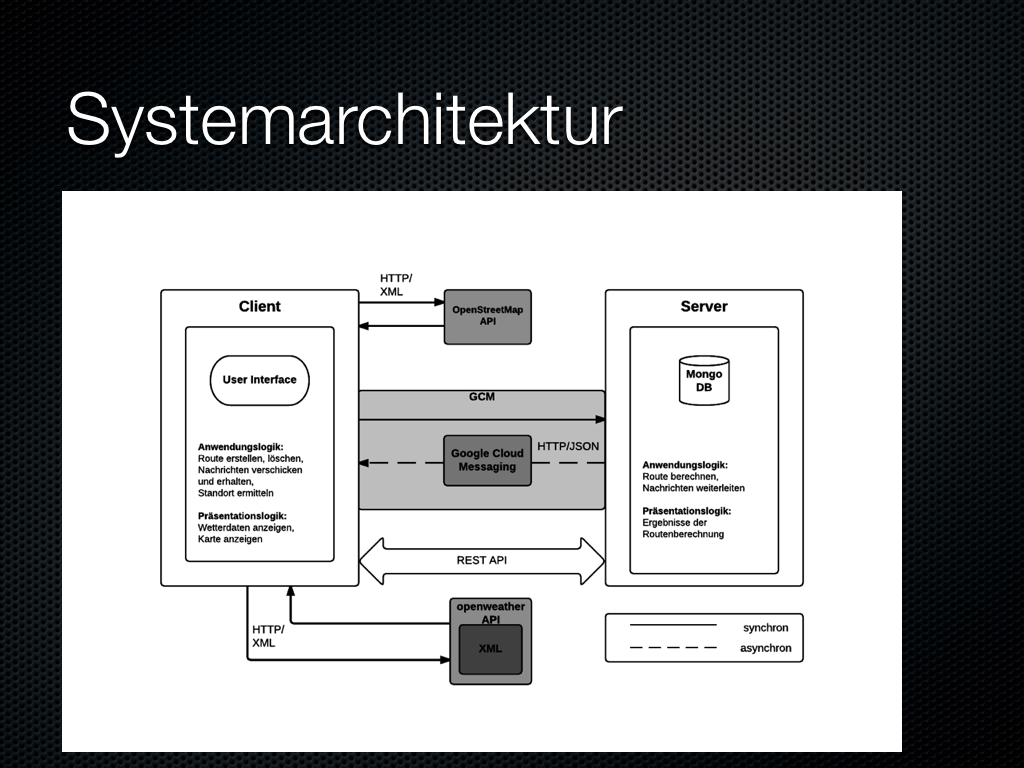 Systemarchitektur
HTTP/
XML
Client
OpenStreetMap
API
Server
User Interface
Mongo
DB
GCM
HTTP/JSON
Google Cloud
Messaging
Anwendungslogik:
Route erstellen, löschen,
Nachrichten verschicken
und erhalten,
Standort ermitteln
Präsentationslogik:
Wetterdaten anzeigen,
Karte anzeigen
Anwendungslogik:
Route berechnen,
Nachrichten weiterleiten
Präsentationslogik:
Ergebnisse der
Routenberechnung
REST API
openweather
API
XML
HTTP/
XML
synchron
asynchron